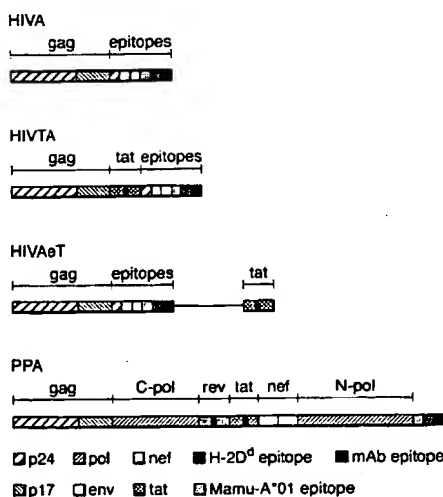 HIVA
gag epitopes
HIVTA
gag tat epitopes
HIVAeT
gag epitopes tat
PPA
gag C-pol rev tat nef N-pol
p24 pol nef H-2Dd epitope mAb epitope
p17 env tat Mamu-A*01 epitope